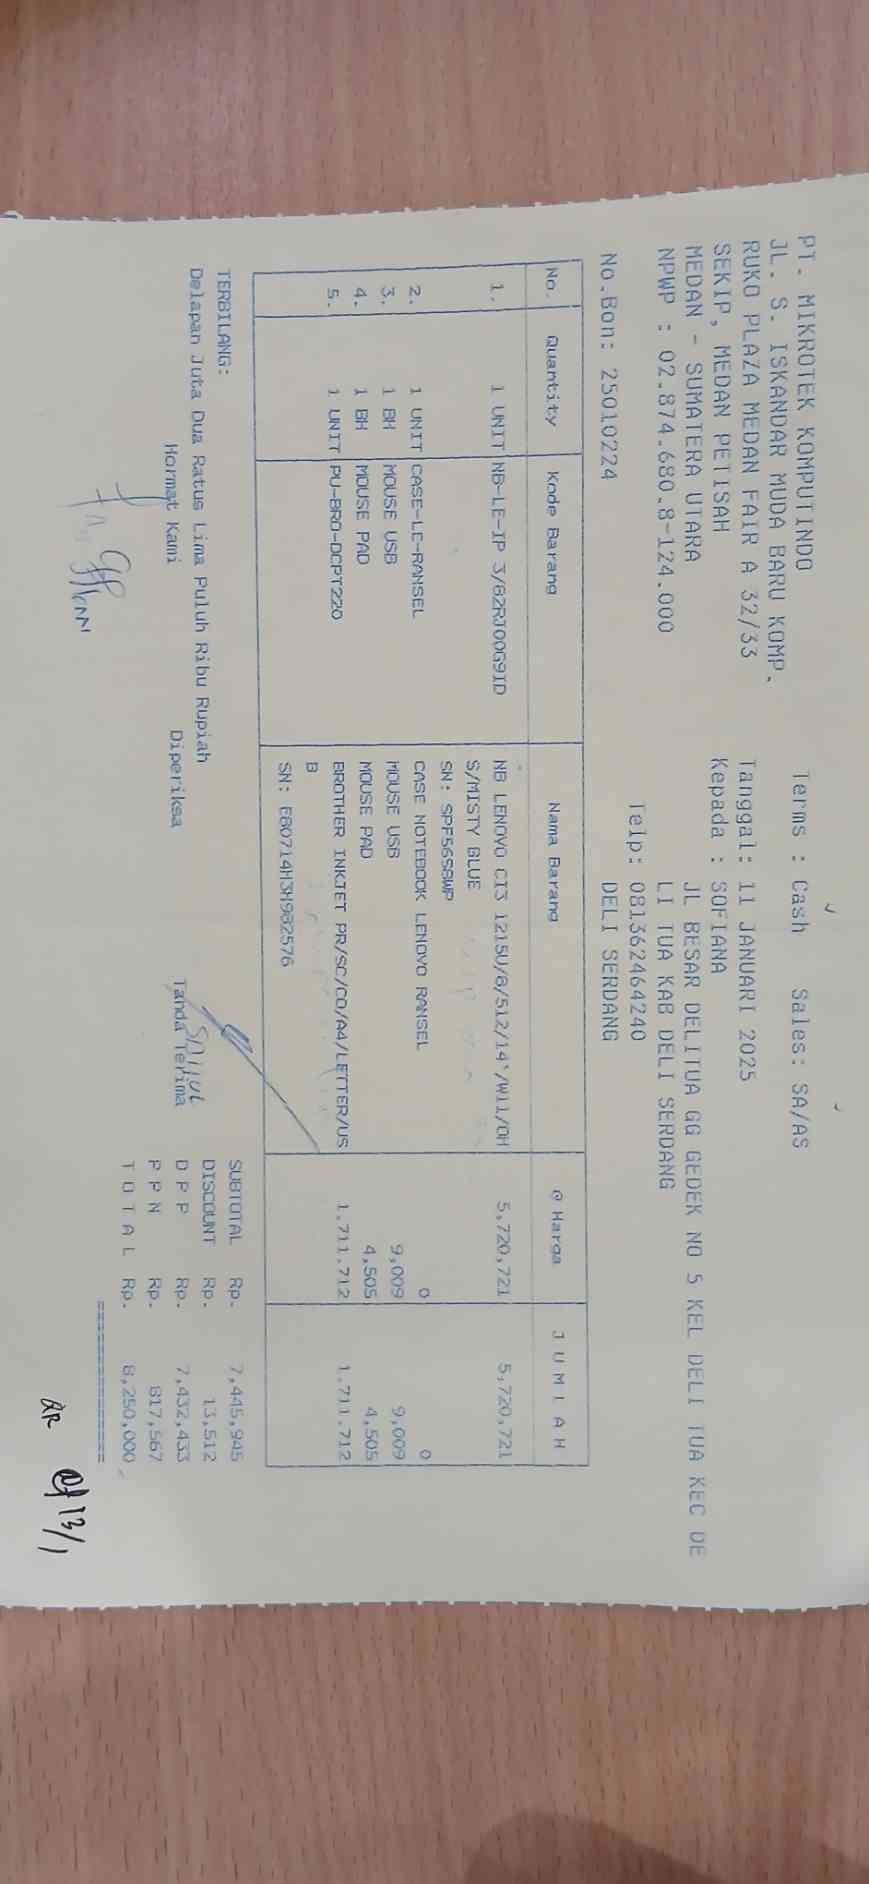 PT. MIKROTEK KOMPUTINDO
JL. S. ISKANDAR MUDA BARU KOMP.
RUKO PLAZA MEDAN FAIR A 32/33
SEKIP, MEDAN PETISAH
MEDAN - SUMATERA UTARA
NPWP : 02.874.680.8-124.000
No.Bon: 25010224
Terms : Cash Sales: SA/AS
Tanggal: 11 JANUARI 2025
Kepada : SOFIANA
JL BESAR DELITUA GG GEDEK NO 5 KEL DELI TUA KEC DE
LI TUA KAB DELI SERDANG
Telp: 081362464240
DELI SERDANG
No. Quantity Kode Barang Nama Barang @ Harga J U M L A H
1. 1 UNIT NB-LE-IP 3/82RJ00G9ID NB LENOVO CI3 1215U/8/512/14'/W11/OH 5,720,721 5,720,721
S/MISTY BLUE
SN: SPF56SBWP
2. 1 UNIT CASE-LC-RANSEL CASE NOTEBOOK LENOVO RANSEL 0 0
3. 1 BH MOUSE USB MOUSE USB 9,009 9,009
4. 1 BH MOUSE PAD MOUSE PAD 4,505 4,505
5. 1 UNIT PU-BRO-DCPT220 BROTHER INKJET PR/SC/CO/A4/LETTER/US 1,711,712 1,711,712
B
SN: E80714H3H982576
TERBILANG:
Delapan Juta Dua Ratus Lima Puluh Ribu Rupiah
Hormat Kami Diperiksa Tanda Terima
SUBTOTAL Rp. 7,445,945
DISCOUNT Rp. 13,512
D P P Rp. 7,432,433
P P N Rp. 817,567
T O T A L Rp. 8,250,000
13/1